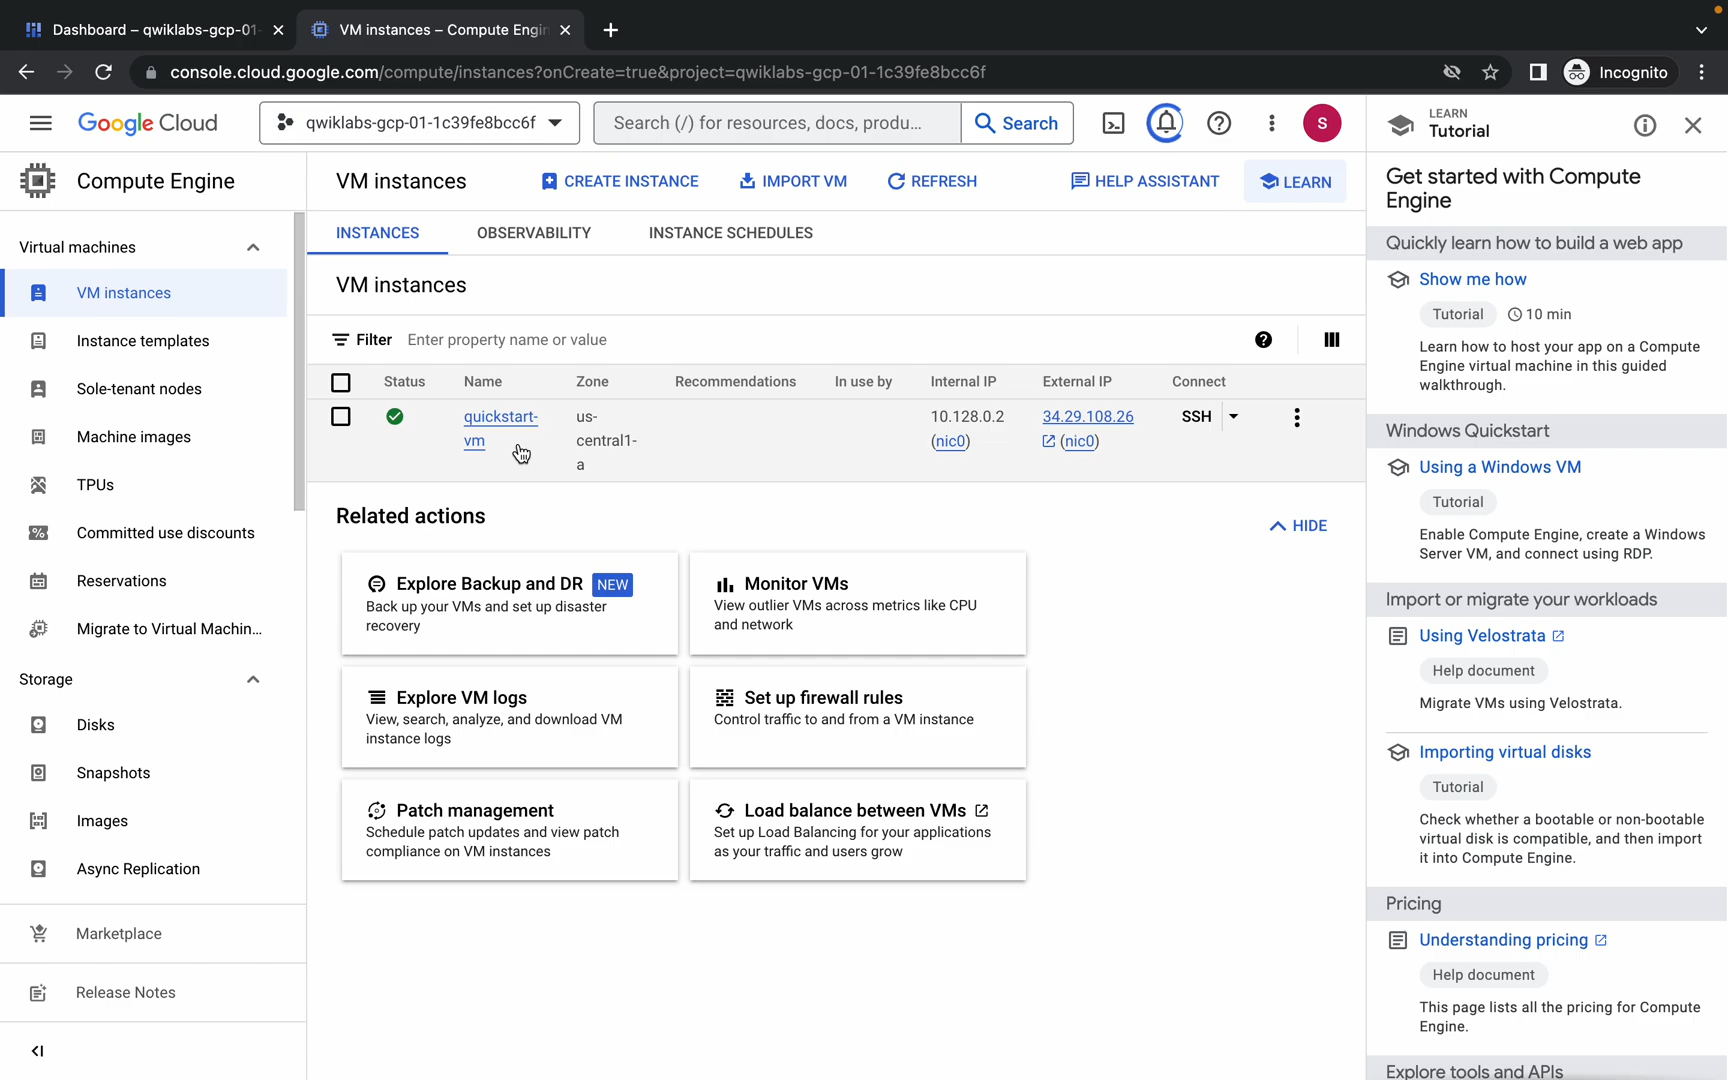 Dashboard – qwiklabs-gcp-01-
VM instances – Compute Engin
console.cloud.google.com/compute/instances?onCreate=true&project=qwiklabs-gcp-01-1c39fe8bcc6f
Incognito
Google Cloud
qwiklabs-gcp-01-1c39fe8bcc6f
Search (/) for resources, docs, produ...
Search
S
LEARN
Tutorial
Compute Engine
VM instances
CREATE INSTANCE
IMPORT VM
REFRESH
HELP ASSISTANT
LEARN
Virtual machines
VM instances
Instance templates
Sole-tenant nodes
Machine images
TPUs
Committed use discounts
Reservations
Migrate to Virtual Machin...
Storage
Disks
Snapshots
Images
Async Replication
Marketplace
Release Notes
INSTANCES
OBSERVABILITY
INSTANCE SCHEDULES
VM instances
Filter
Enter property name or value
Status
Name
Zone
Recommendations
In use by
Internal IP
External IP
Connect
quickstart-
vm
us-
central1-
a
10.128.0.2
(nic0)
34.29.108.26
(nic0)
SSH
Related actions
HIDE
Explore Backup and DR NEW
Back up your VMs and set up disaster
recovery
Monitor VMs
View outlier VMs across metrics like CPU
and network
Explore VM logs
View, search, analyze, and download VM
instance logs
Set up firewall rules
Control traffic to and from a VM instance
Patch management
Schedule patch updates and view patch
compliance on VM instances
Load balance between VMs
Set up Load Balancing for your applications
as your traffic and users grow
Get started with Compute
Engine
Quickly learn how to build a web app
Show me how
Tutorial
10 min
Learn how to host your app on a Compute
Engine virtual machine in this guided
walkthrough.
Windows Quickstart
Using a Windows VM
Tutorial
Enable Compute Engine, create a Windows
Server VM, and connect using RDP.
Import or migrate your workloads
Using Velostrata
Help document
Migrate VMs using Velostrata.
Importing virtual disks
Tutorial
Check whether a bootable or non-bootable
virtual disk is compatible, and then import
it into Compute Engine.
Pricing
Understanding pricing
Help document
This page lists all the pricing for Compute
Engine.
Explore tools and APIs